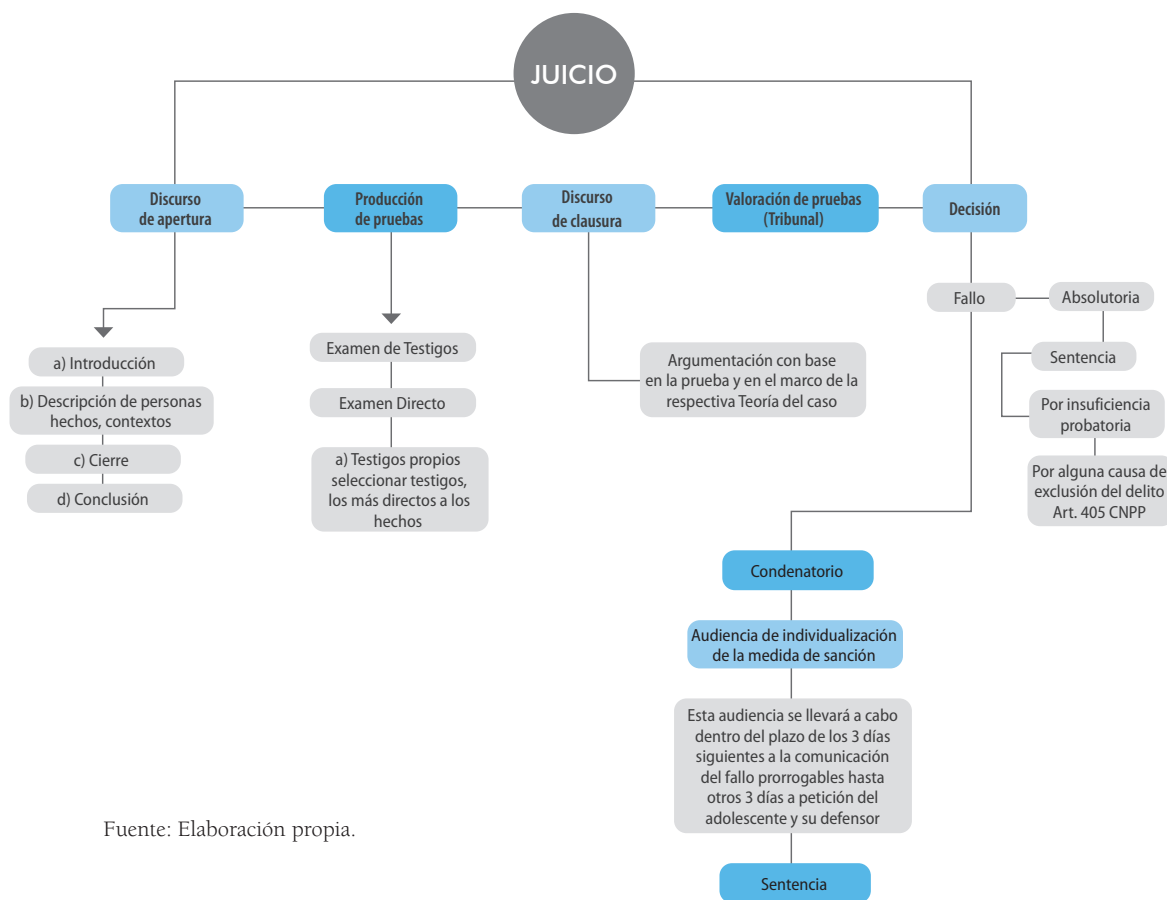 JUICIO
Discurso
de apertura
Producción
de pruebas
Discurso
de clausura
Valoración de pruebas
(Tribunal)
Decisión
a) Introducción
b) Descripción de personas
hechos, contextos
c) Cierre
d) Conclusión
Examen de Testigos
Examen Directo
a) Testigos propios
seleccionar testigos,
los más directos a los
hechos
Argumentación con base
en la prueba y en el marco de la
respectiva Teoría del caso
Fallo
Absolutoria
Sentencia
Por insuficiencia
probatoria
Por alguna causa de
exclusión del delito
Art. 405 CNPP
Condenatorio
Audiencia de individualización
de la medida de sanción
Esta audiencia se llevará a cabo
dentro del plazo de los 3 días
siguientes a la comunicación
del fallo prorrogables hasta
otros 3 días a petición del
adolescente y su defensor
Sentencia
Fuente: Elaboración propia.